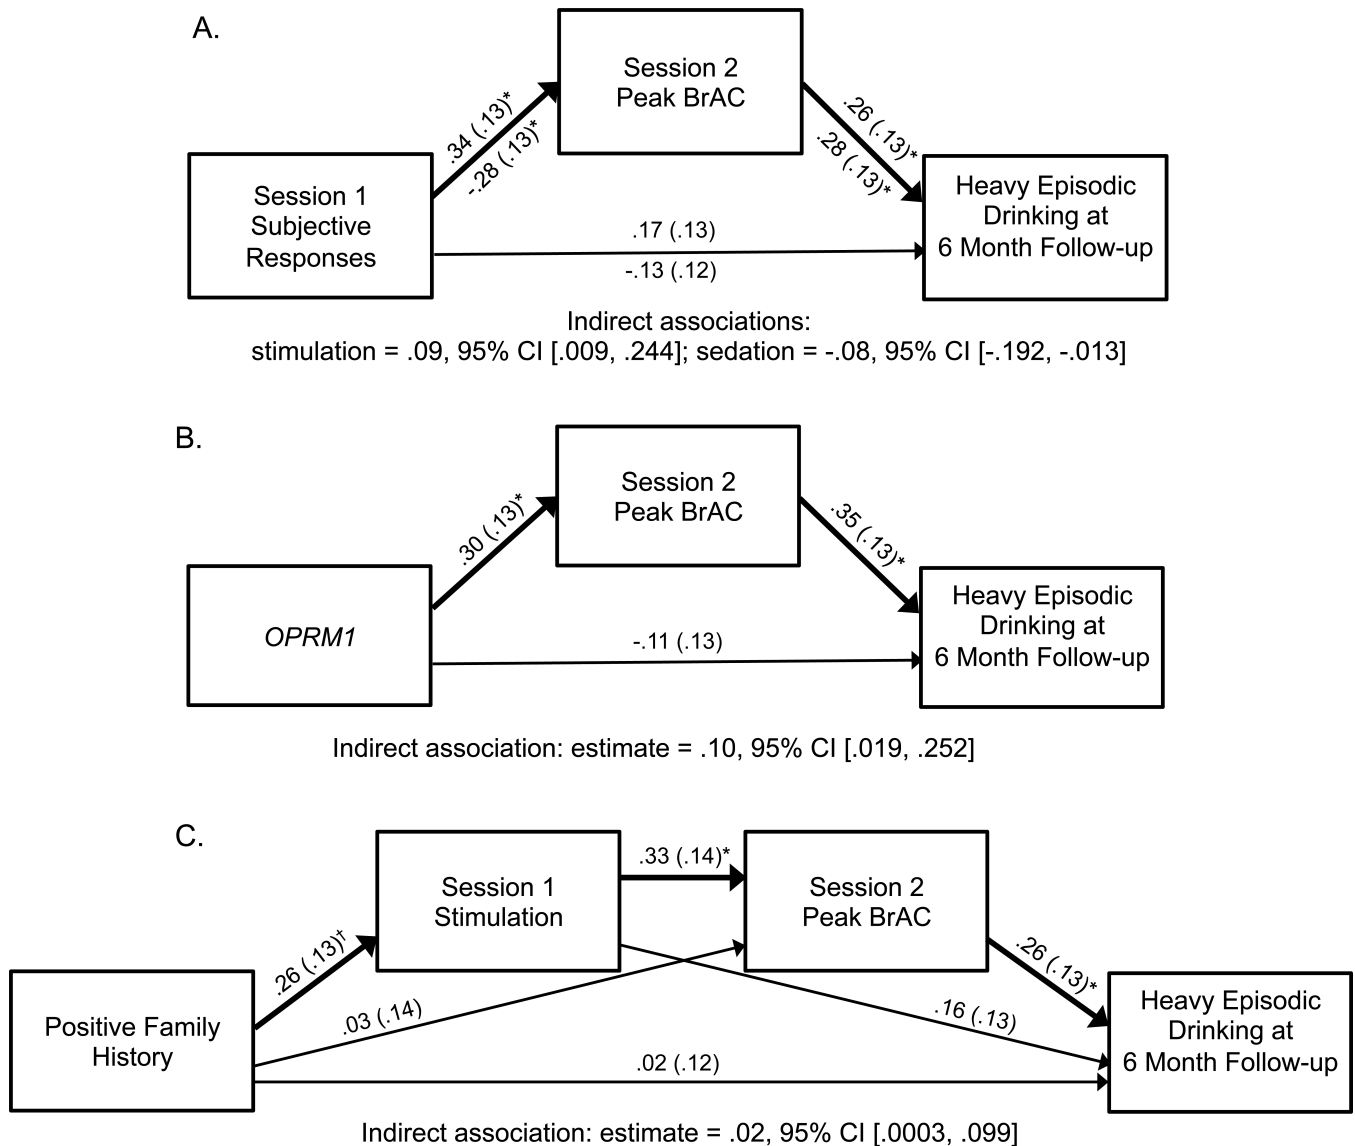 A.
Session 2
Peak BrAC
.34 (.13)*
-.28 (.13)*
.26 (.13)*
.28 (.13)*
Session 1
Subjective
Responses
Heavy Episodic
Drinking at
6 Month Follow-up
.17 (.13)
-.13 (.12)
Indirect associations:
stimulation = .09, 95% CI [.009, .244]; sedation = -.08, 95% CI [-.192, -.013]
B.
Session 2
Peak BrAC
.30 (.13)*
.35 (.13)*
OPRM1
Heavy Episodic
Drinking at
6 Month Follow-up
-.11 (.13)
Indirect association: estimate = .10, 95% CI [.019, .252]
C.
Session 1
Stimulation
.33 (.14)*
Session 2
Peak BrAC
.26 (.13)†
.26 (.13)*
Positive Family
History
.03 (.14)
.16 (.13)
Heavy Episodic
Drinking at
6 Month Follow-up
.02 (.12)
Indirect association: estimate = .02, 95% CI [.0003, .099]